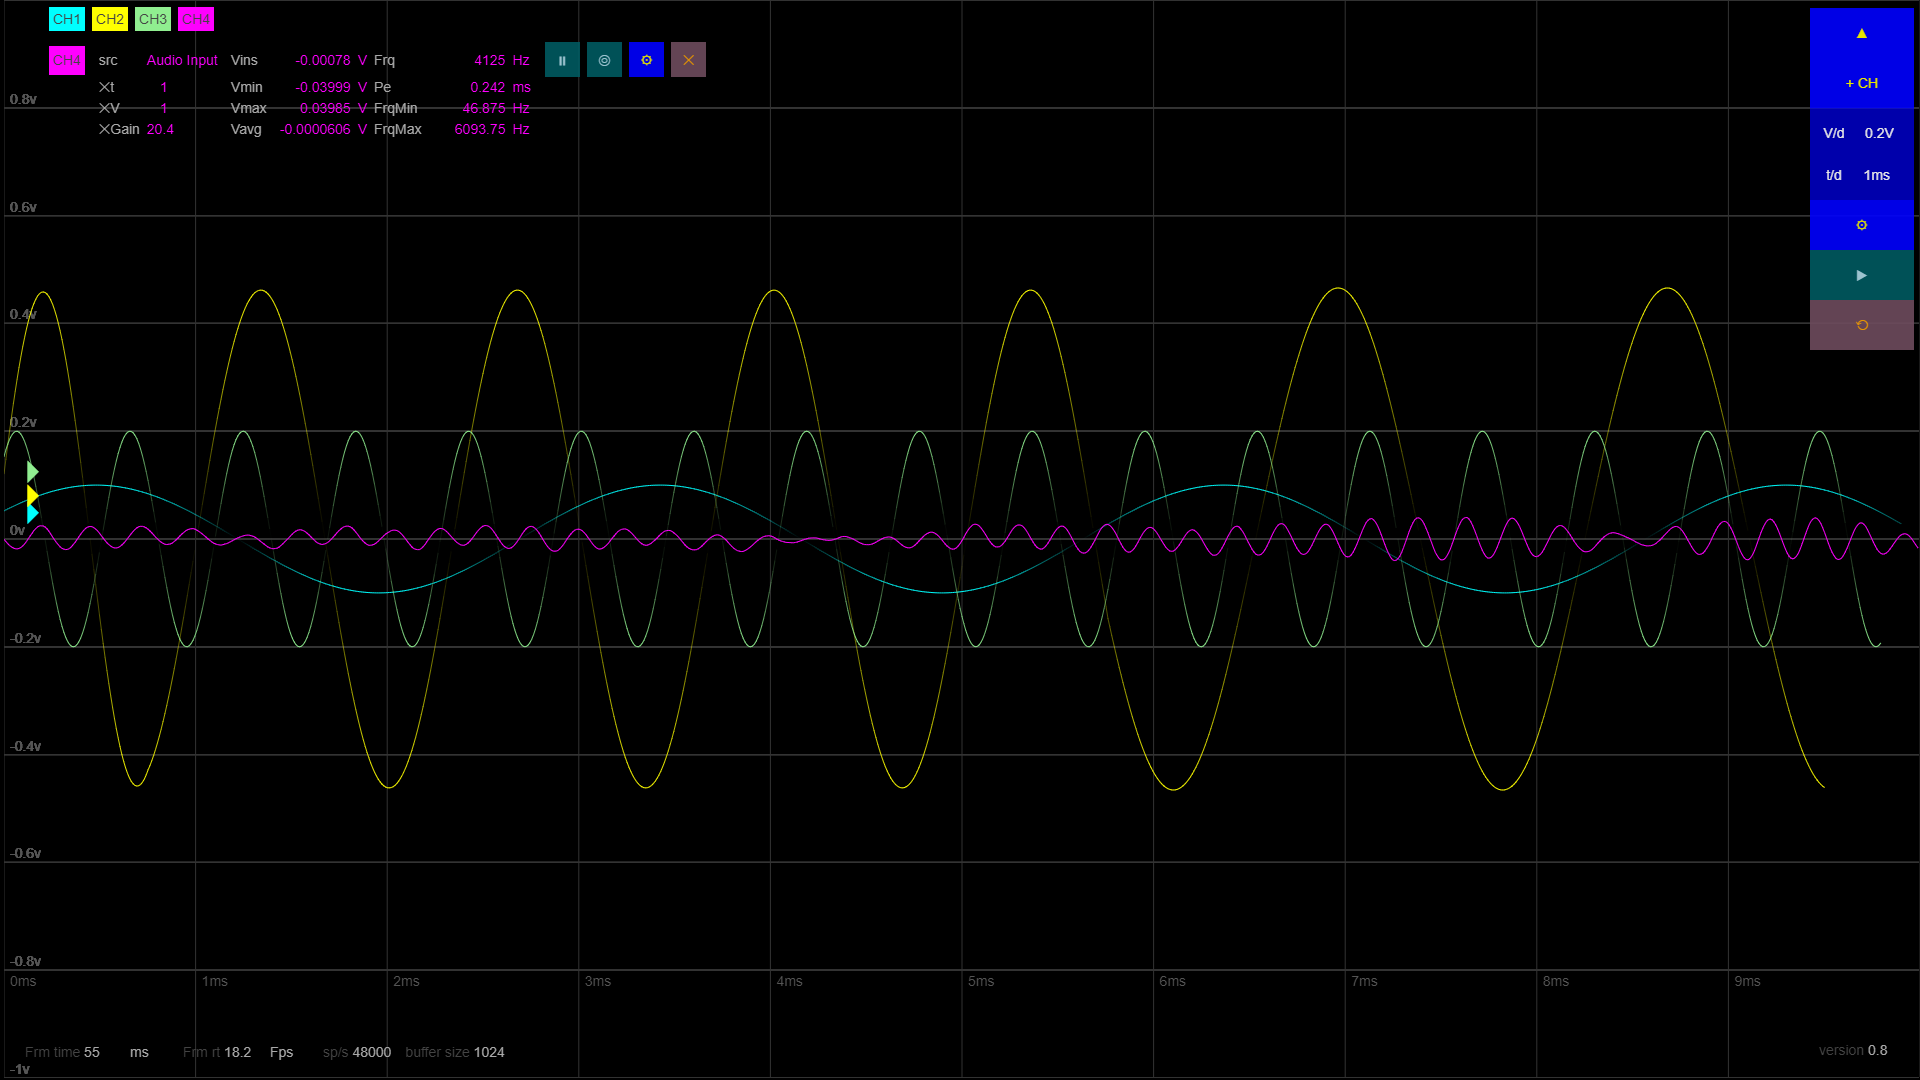 CH1 CH2 CH3 CH4
CH4 src Audio Input Vins -0.00078 V Frq 4125 Hz
Xt 1 Vmin -0.03999 V Pe 0.242 ms
XV 1 Vmax 0.03985 V FrqMin 46.875 Hz
XGain 20.4 Vavg -0.0000606 V FrqMax 6093.75 Hz
+ CH
V/d 0.2V
t/d 1ms
0.8v
0.6v
0.4v
0.2v
0v
-0.2v
-0.4v
-0.6v
-0.8v
0ms 1ms 2ms 3ms 4ms 5ms 6ms 7ms 8ms 9ms
Frm time 55 ms Frm rt 18.2 Fps sp/s 48000 buffer size 1024
version 0.8
-1v